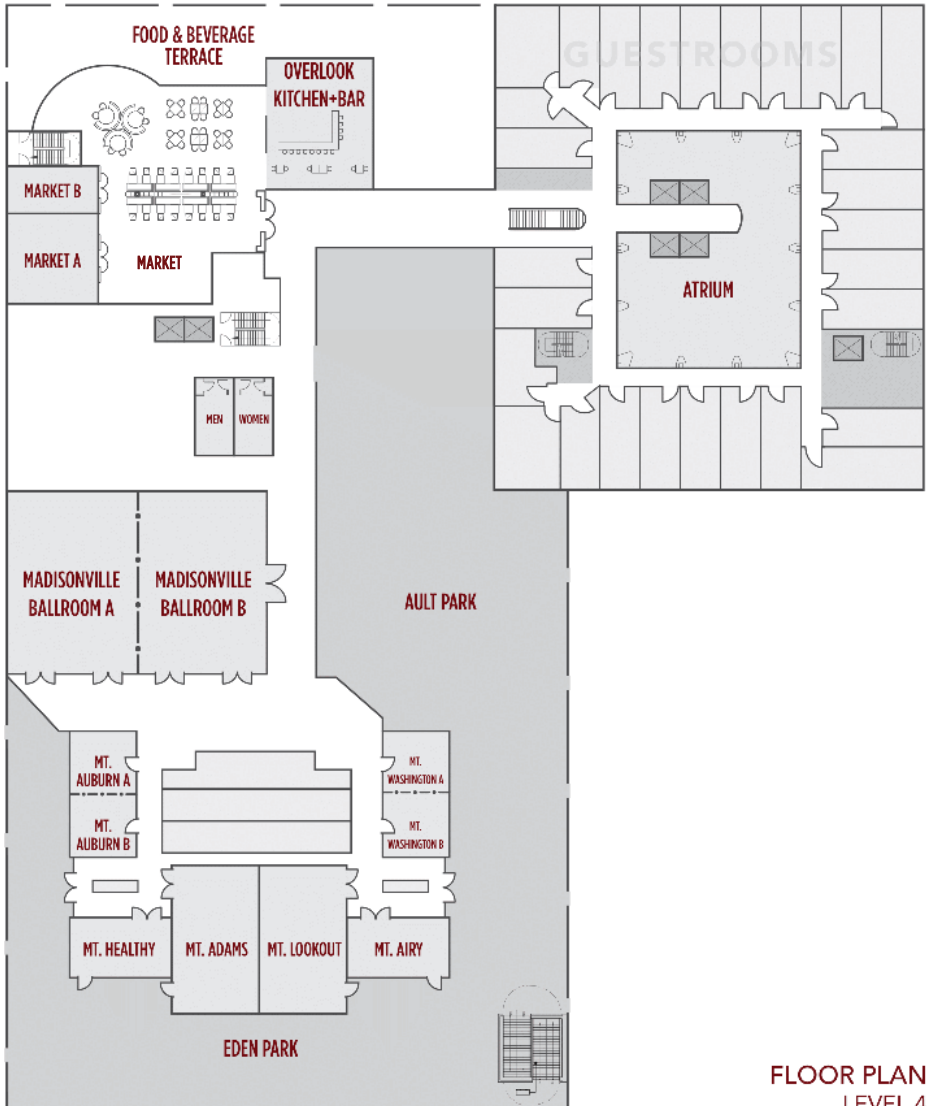 FOOD & BEVERAGE
TERRACE
GUESTROOMS
OVERLOOK
KITCHEN+BAR
MARKET B
MARKET A
MARKET
ATRIUM
MEN
WOMEN
MADISONVILLE
BALLROOM A
MADISONVILLE
BALLROOM B
AULT PARK
MT.
AUBURN A
MT.
WASHINGTON A
MT.
AUBURN B
MT.
WASHINGTON B
MT. HEALTHY
MT. ADAMS
MT. LOOKOUT
MT. AIRY
EDEN PARK
FLOOR PLAN
LEVEL 4